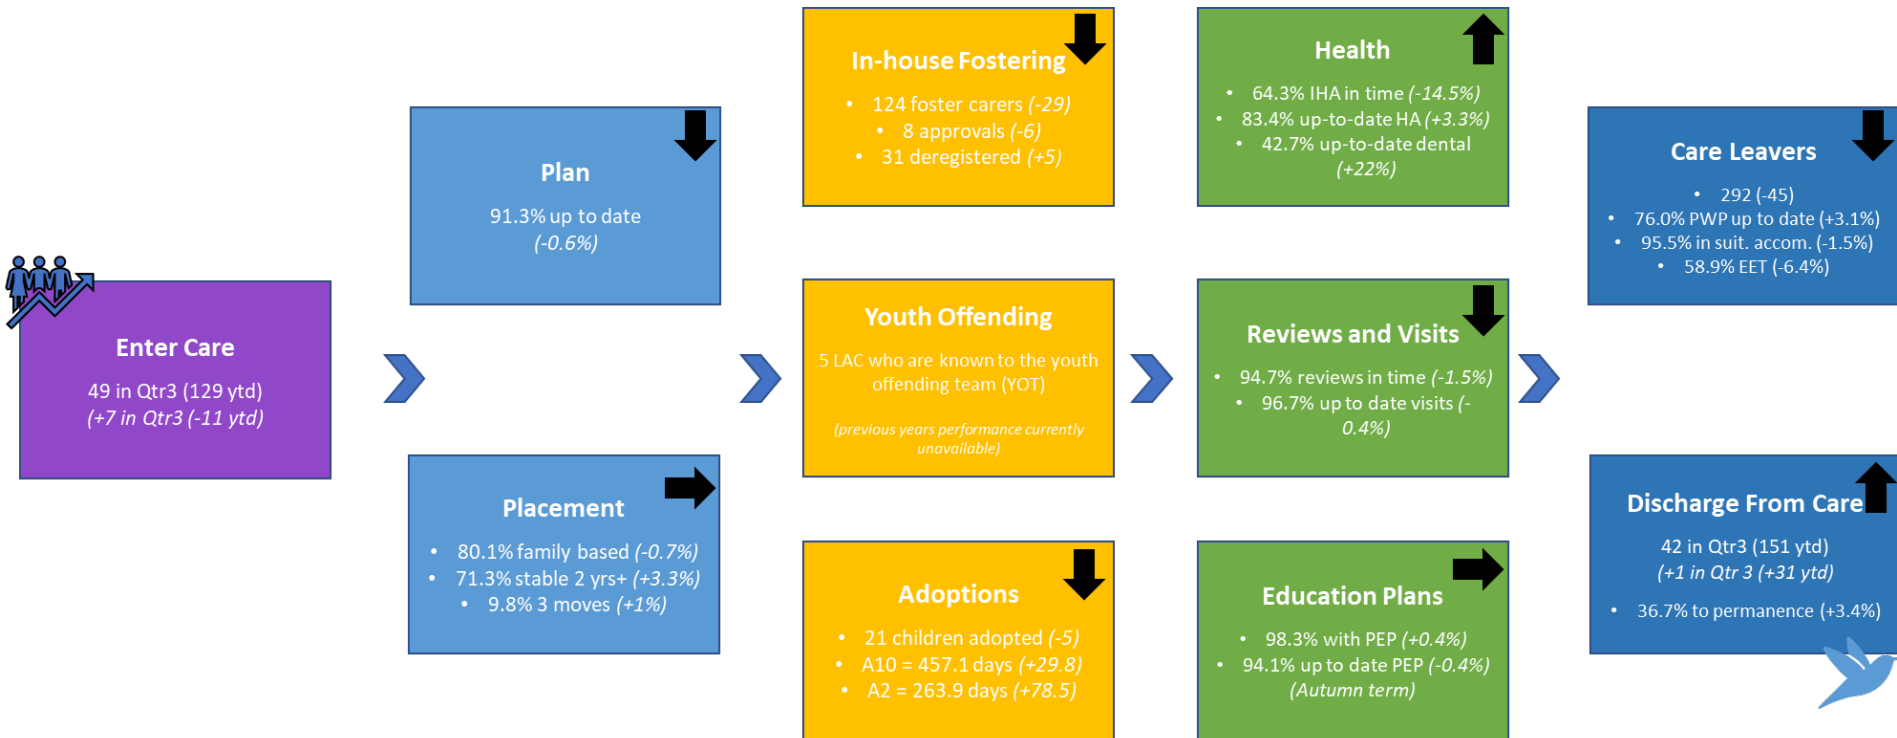 Enter Care
49 in Qtr3 (129 ytd)
(+7 in Qtr3 (-11 ytd)
Plan
91.3% up to date
(-0.6%)
Placement
• 80.1% family based (-0.7%)
• 71.3% stable 2 yrs+ (+3.3%)
• 9.8% 3 moves (+1%)
In-house Fostering
• 124 foster carers (-29)
• 8 approvals (-6)
• 31 deregistered (+5)
Youth Offending
5 LAC who are known to the youth
offending team (YOT)
(previous years performance currently
unavailable)
Adoptions
• 21 children adopted (-5)
• A10 = 457.1 days (+29.8)
• A2 = 263.9 days (+78.5)
Health
• 64.3% IHA in time (-14.5%)
• 83.4% up-to-date HA (+3.3%)
• 42.7% up-to-date dental
(+22%)
Reviews and Visits
• 94.7% reviews in time (-1.5%)
• 96.7% up to date visits (-
0.4%)
Education Plans
• 98.3% with PEP (+0.4%)
• 94.1% up to date PEP (-0.4%)
(Autumn term)
Care Leavers
• 292 (-45)
• 76.0% PWP up to date (+3.1%)
• 95.5% in suit. accom. (-1.5%)
• 58.9% EET (-6.4%)
Discharge From Care
42 in Qtr3 (151 ytd)
(+1 in Qtr 3 (+31 ytd)
• 36.7% to permanence (+3.4%)